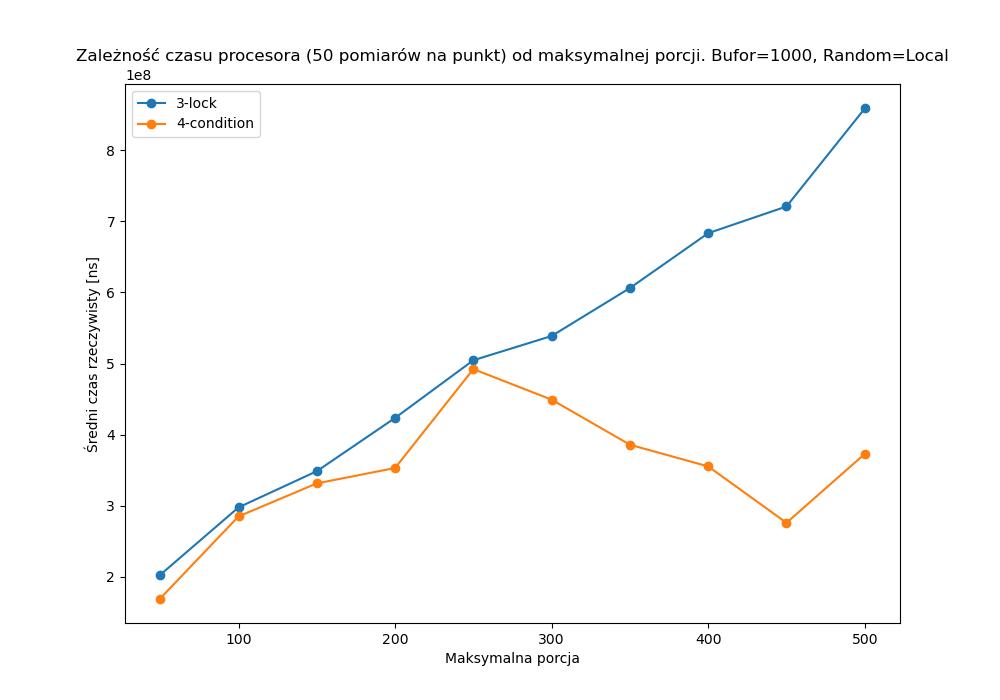 Zależność czasu procesora (50 pomiarów na punkt) od maksymalnej porcji. Bufor=1000, Random=Local
1e8
3-lock
4-condition
8
7
6
5
4
3
2
Średni czas rzeczywisty [ns]
100 200 300 400 500
Maksymalna porcja